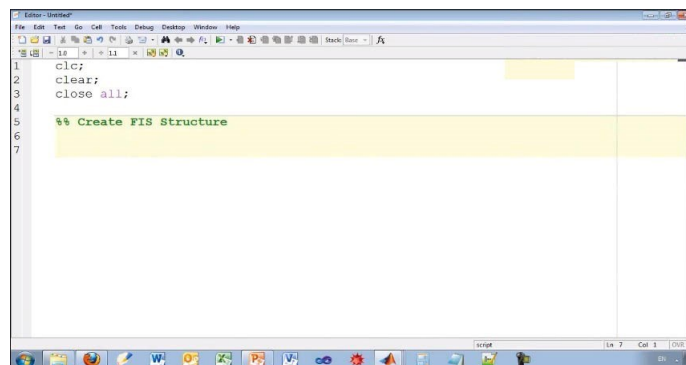 Editor - Untitled*
File Edit Text Go Cell Tools Debug Desktop Window Help
Stack: Base fx
- 1.0 + ÷ 1.1 ×
1 clc;
2 clear;
3 close all;
4
5 %% Create FIS Structure
6
7
script Ln 7 Col 1 OVR
EN